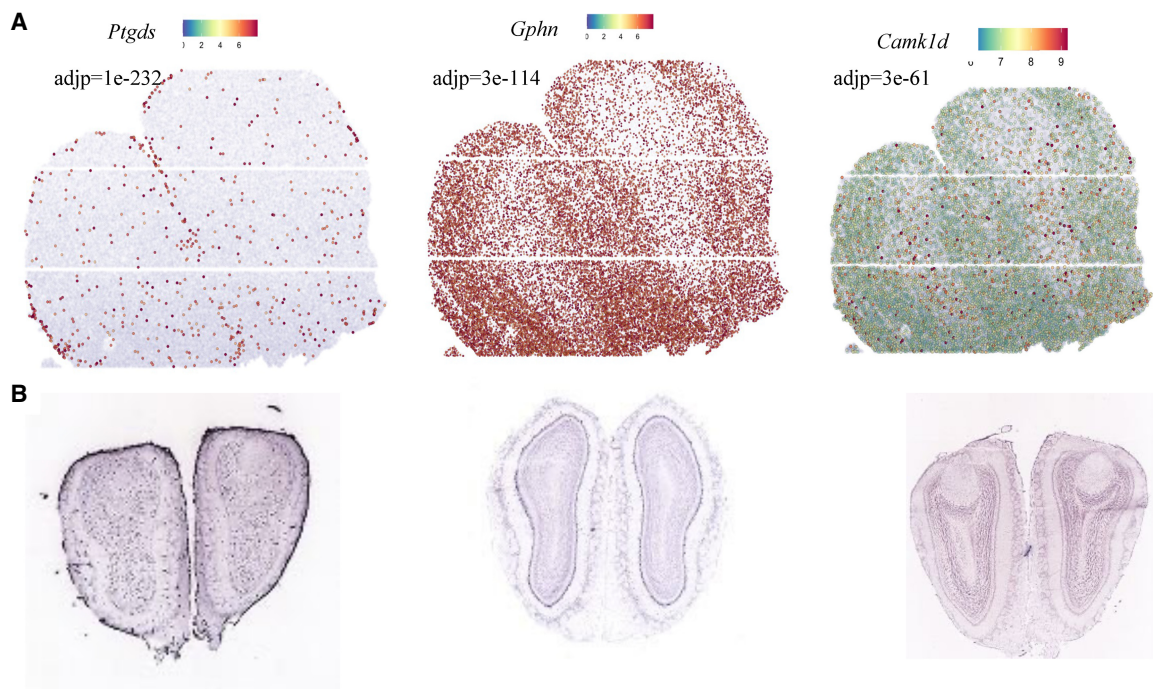 A
Ptgds
0 2 4 6
adjp=1e-232
Gphn
0 2 4 6
adjp=3e-114
Camk1d
7 8 9
adjp=3e-61
B